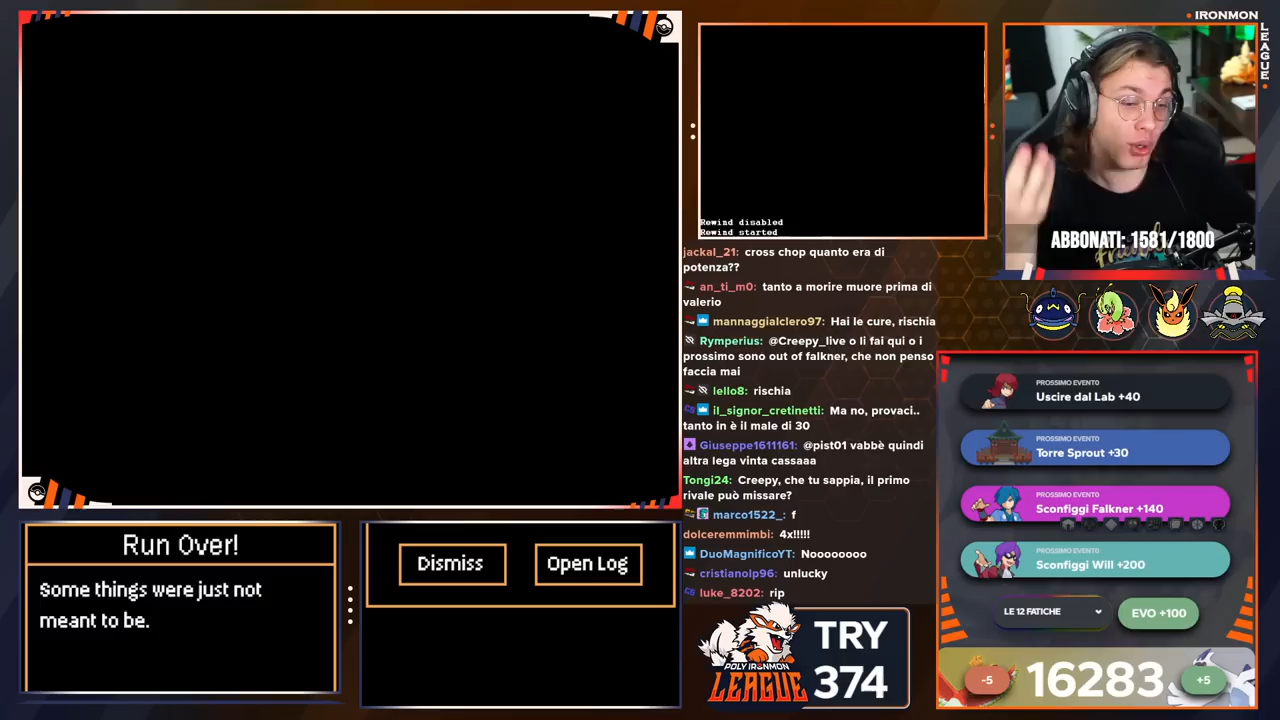 IRONMON
LEAGUE
Rewind disabled
Rewind started
ABBONATI: 1581/1800
jackal_21: cross chop quanto era di
potenza??
an_ti_m0: tanto a morire muore prima di
valerio
mannaggialclero97: Hai le cure, rischia
Rymperius: @Creepy_live o li fai qui o i
prossimo sono out of falkner, che non penso
faccia mai
lello8: rischia
il_signor_cretinetti: Ma no, provaci..
tanto in è il male di 30
Giuseppe1611161: @pist01 vabbè quindi
altra lega vinta cassaaa
Tongi24: Creepy, che tu sappia, il primo
rivale può missare?
marco1522_: f
dolceremmimbi: 4x!!!!!
DuoMagnificoYT: Noooooooo
cristianolp96: unlucky
luke_8202: rip
PROSSIMO EVENTO
Uscire dal Lab +40
PROSSIMO EVENTO
Torre Sprout +30
PROSSIMO EVENTO
Sconfiggi Falkner +140
PROSSIMO EVENTO
Sconfiggi Will +200
LE 12 FATICHE
EVO +100
-5
16283
+5
Run Over!
Some things were just not
meant to be.
Dismiss
Open Log
POLY IRONMON
LEAGUE
TRY
374